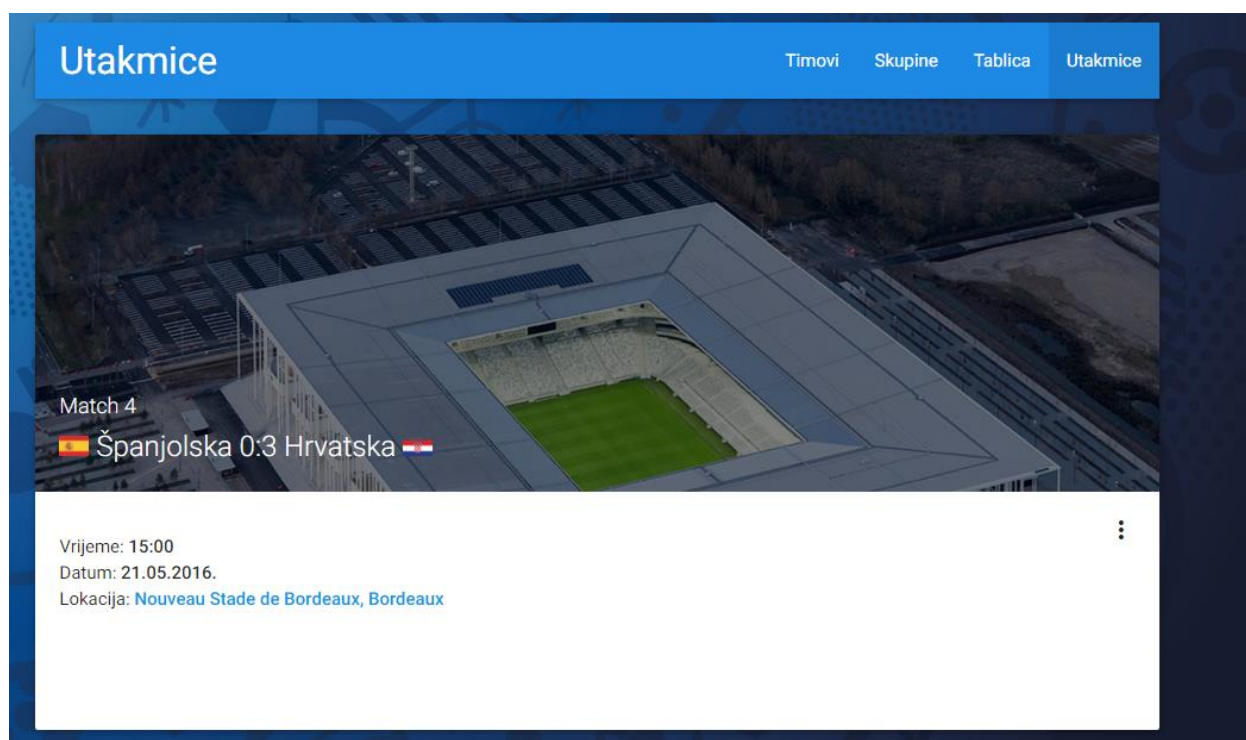 Utakmice
Timovi Skupine Tablica Utakmice
Match 4
Španjolska 0:3 Hrvatska
Vrijeme: 15:00
Datum: 21.05.2016.
Lokacija: Nouveau Stade de Bordeaux, Bordeaux